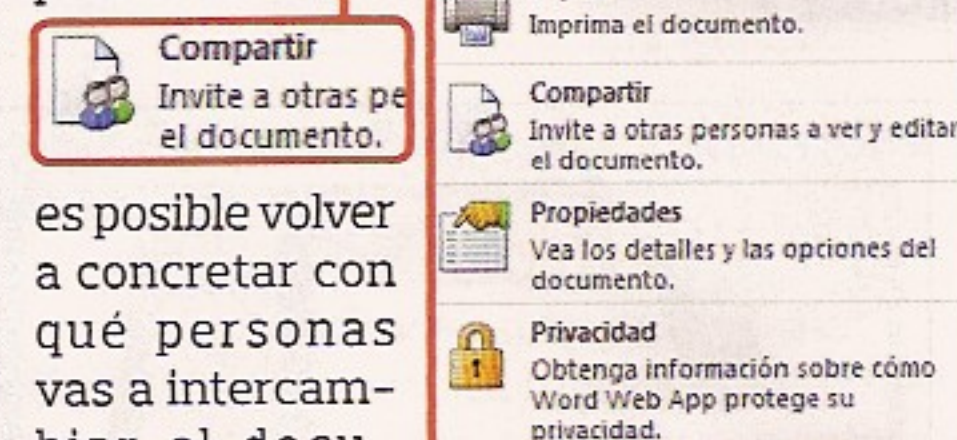 Compartir
Invite a otras pe
el documento.
es posible volver
a concretar con
qué personas
vas a intercam-
Imprima el documento.
Compartir
Invite a otras personas a ver y editar
el documento.
Propiedades
Vea los detalles y las opciones del
documento.
Privacidad
Obtenga información sobre cómo
Word Web App protege su
privacidad.